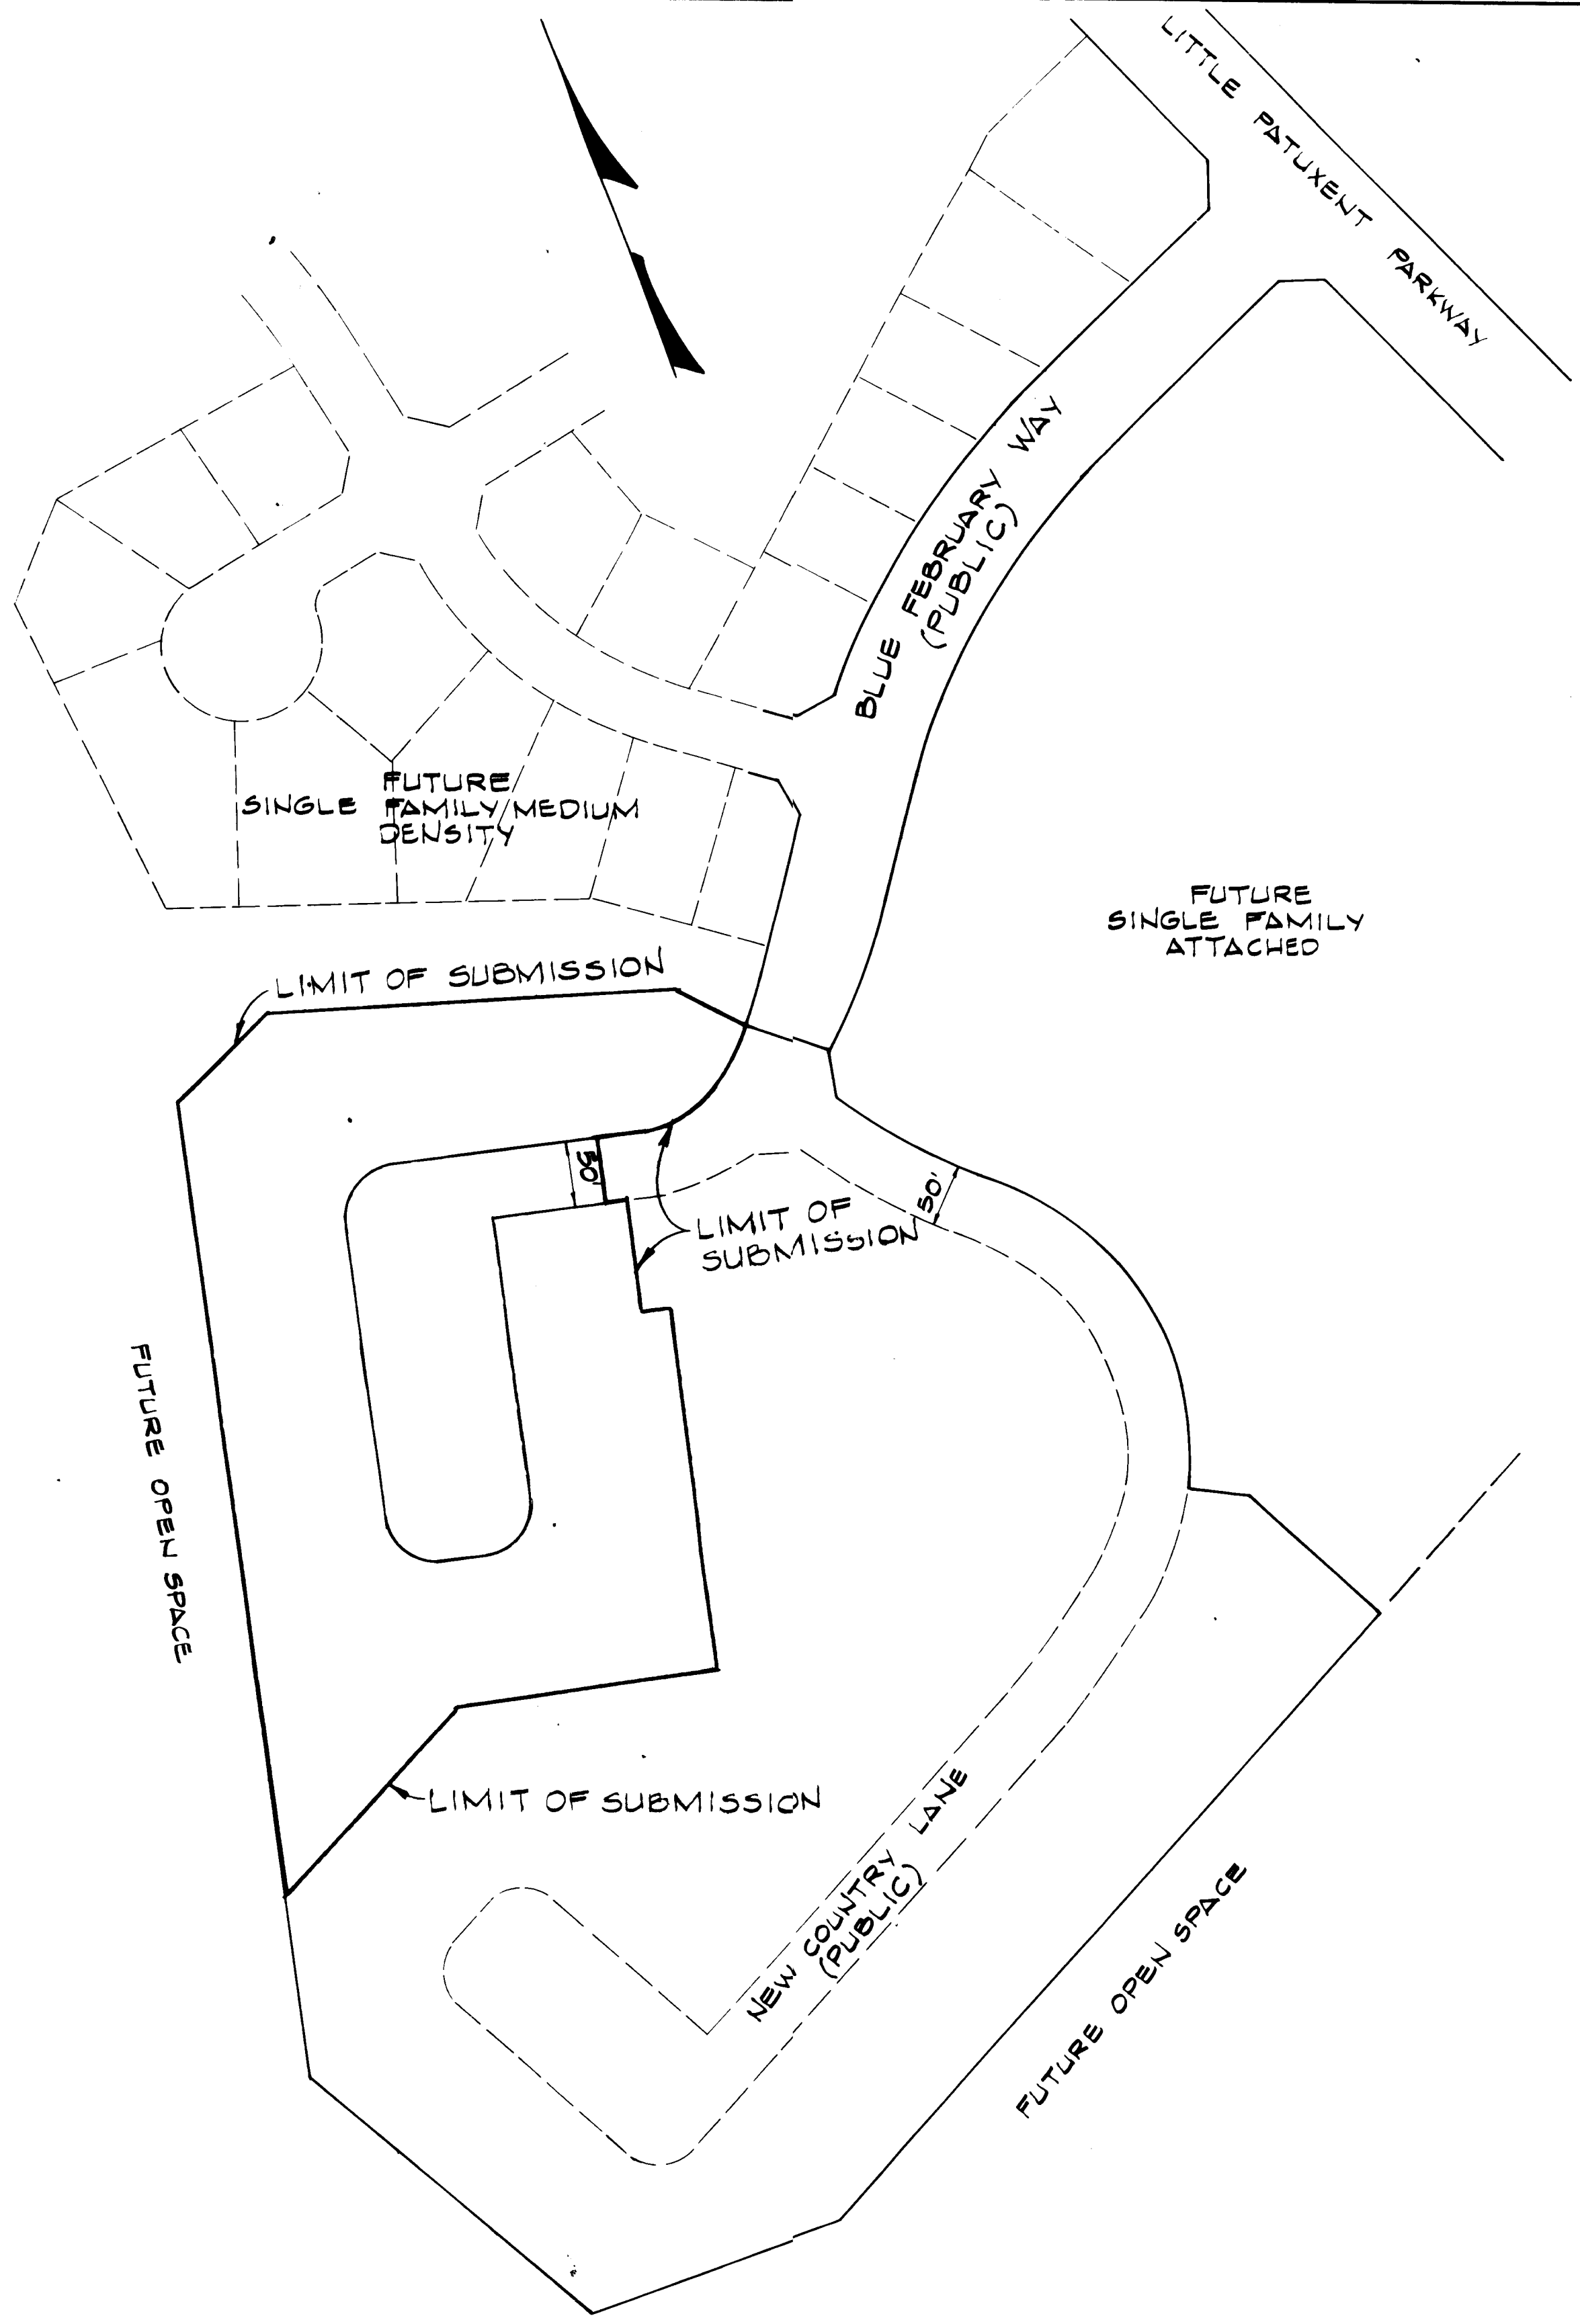 LITTLE PATUXENT PARKWAY
BLUE FEBRUARY WAY
(PUBLIC)
FUTURE
SINGLE FAMILY/MEDIUM
DENSITY
FUTURE
SINGLE FAMILY
ATTACHED
LIMIT OF SUBMISSION
50'
50'
LIMIT OF
SUBMISSION
FUTURE OPEN SPACE
LIMIT OF SUBMISSION
NEW COUNTRY LANE
(PUBLIC)
FUTURE OPEN SPACE